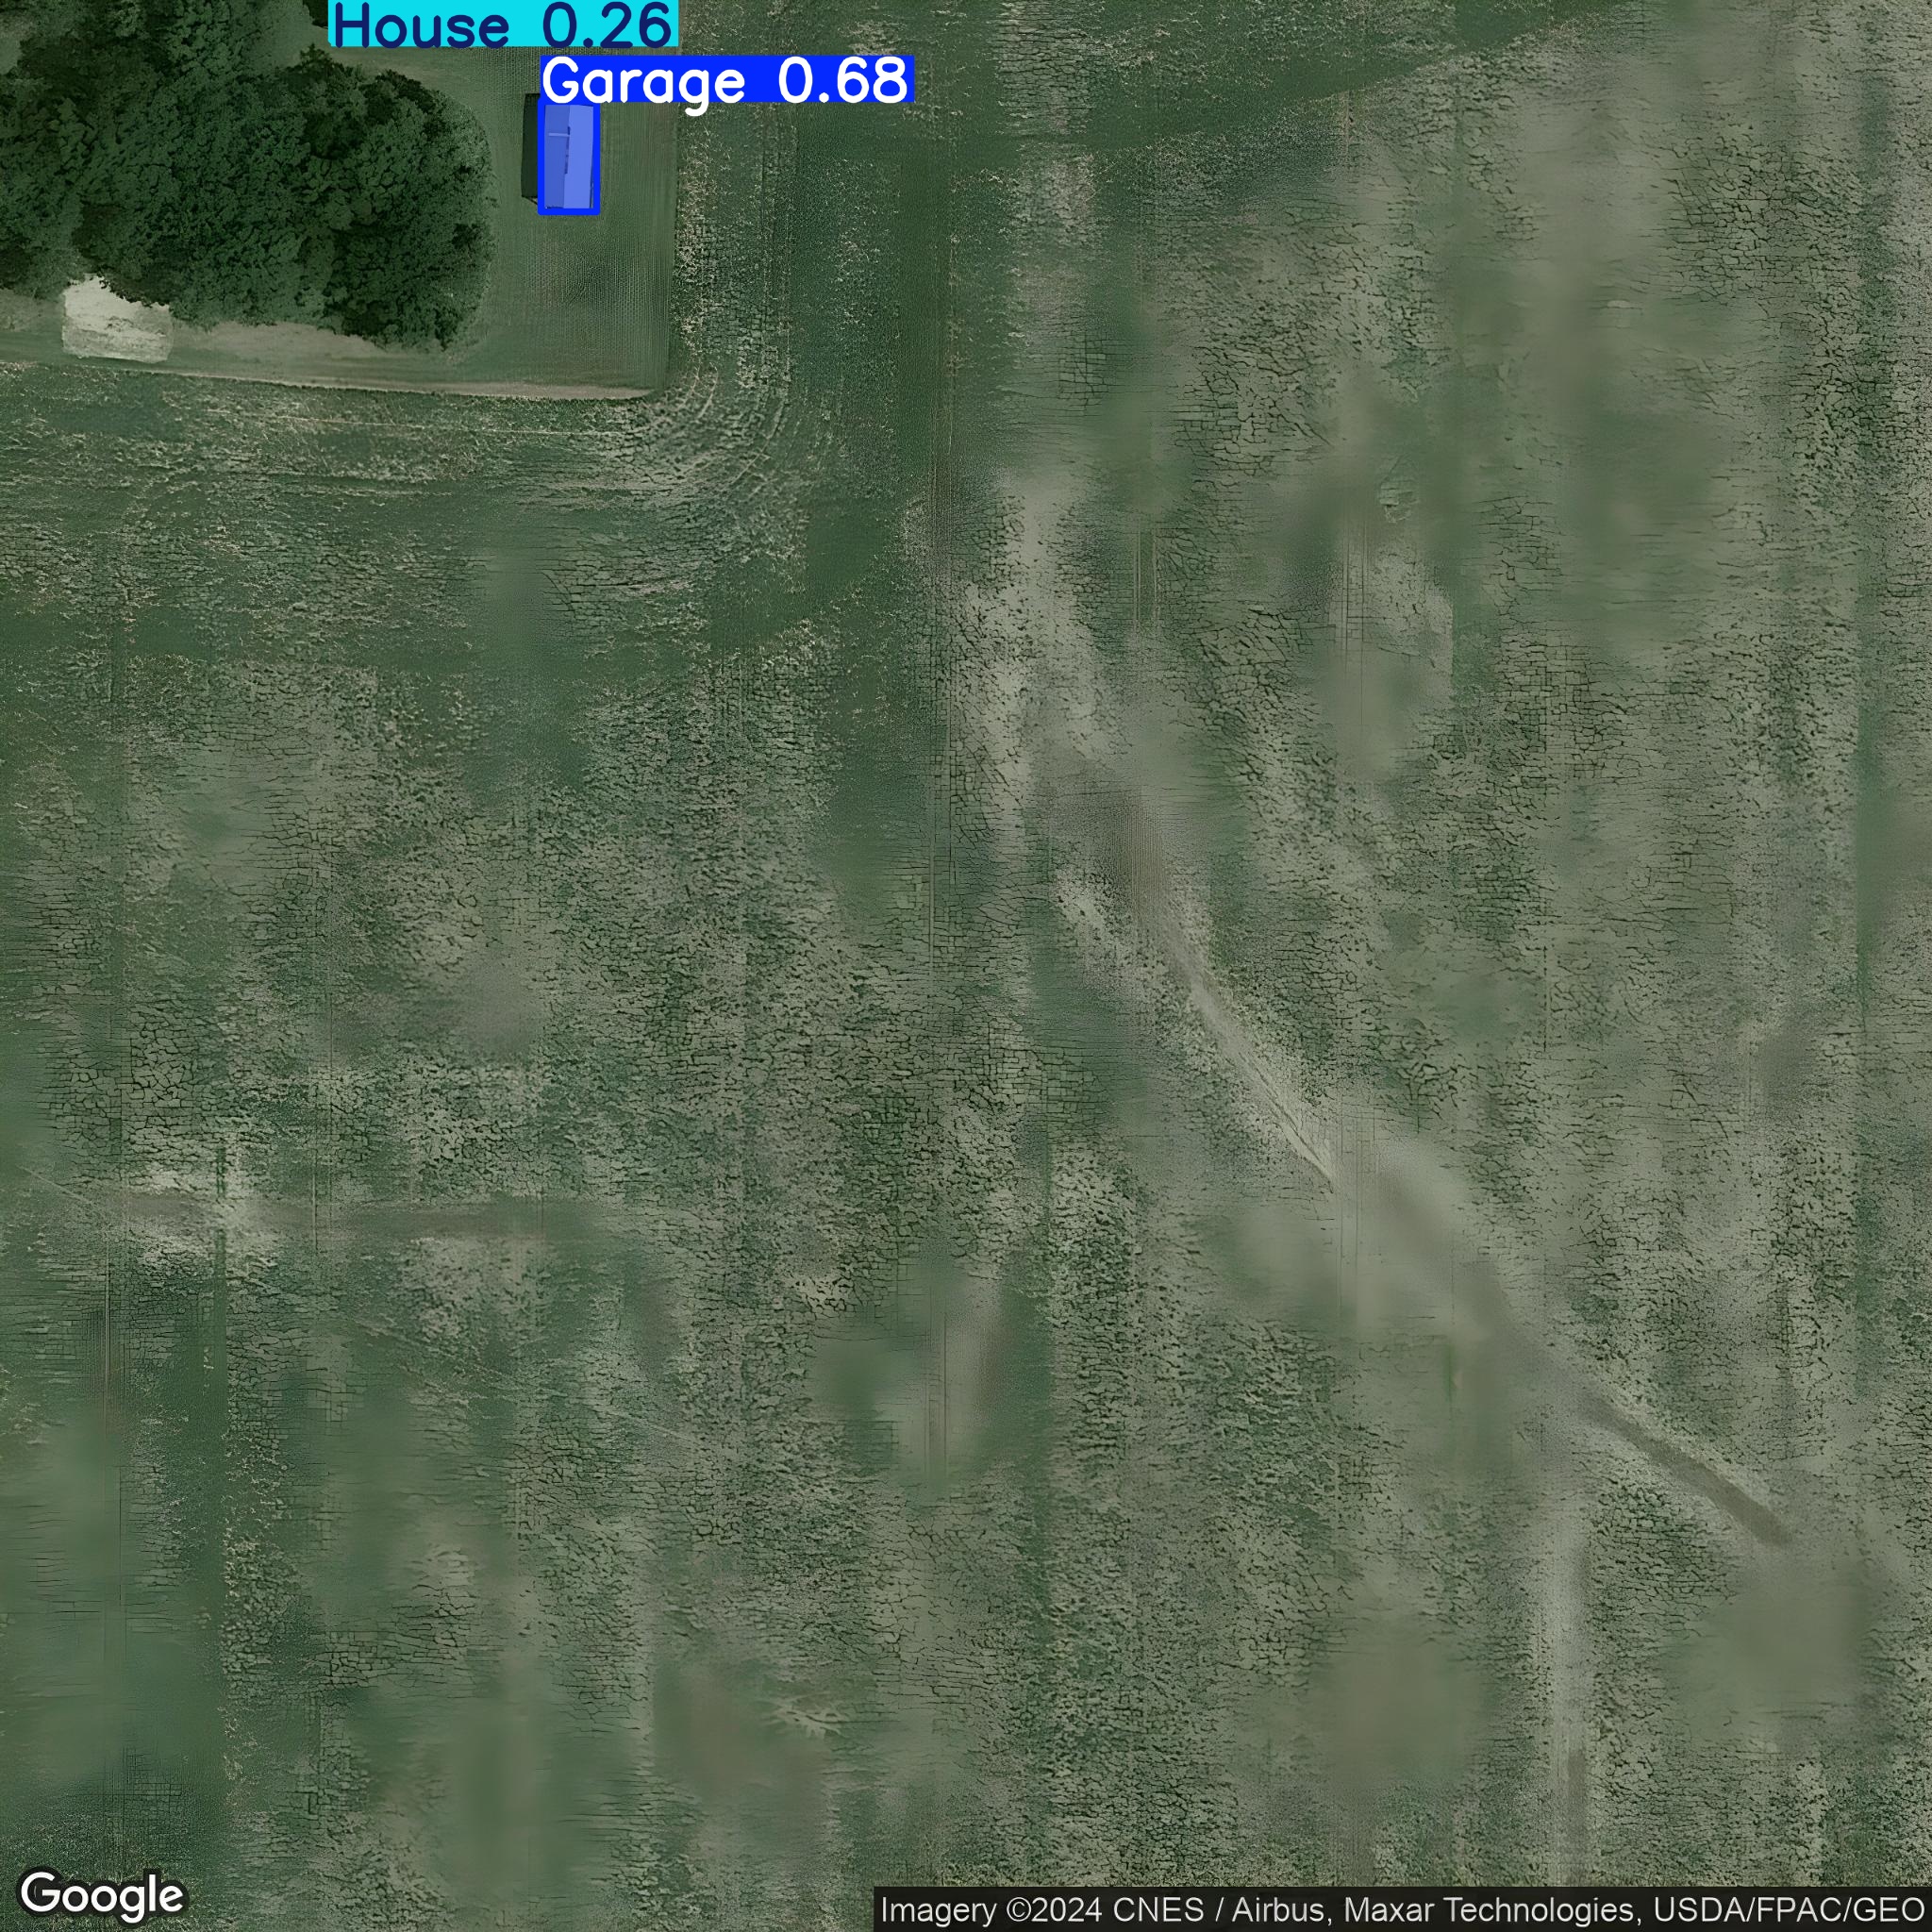 House 0.26
Garage 0.68
Google
Imagery ©2024 CNES / Airbus, Maxar Technologies, USDA/FPAC/GEO